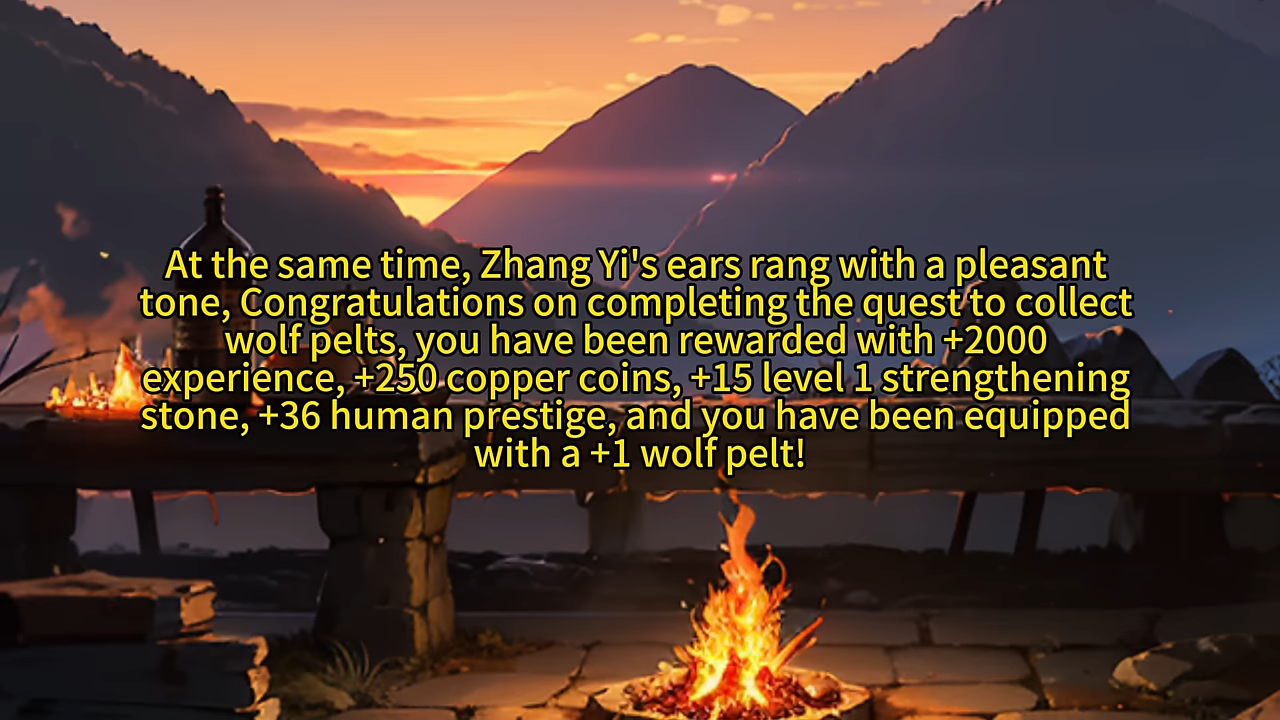 At the same time, Zhang Yi's ears rang with a pleasant
tone, Congratulations on completing the quest to collect
wolf pelts, you have been rewarded with +2000
experience, +250 copper coins, +15 level 1 strengthening
stone, +36 human prestige, and you have been equipped
with a +1 wolf pelt!